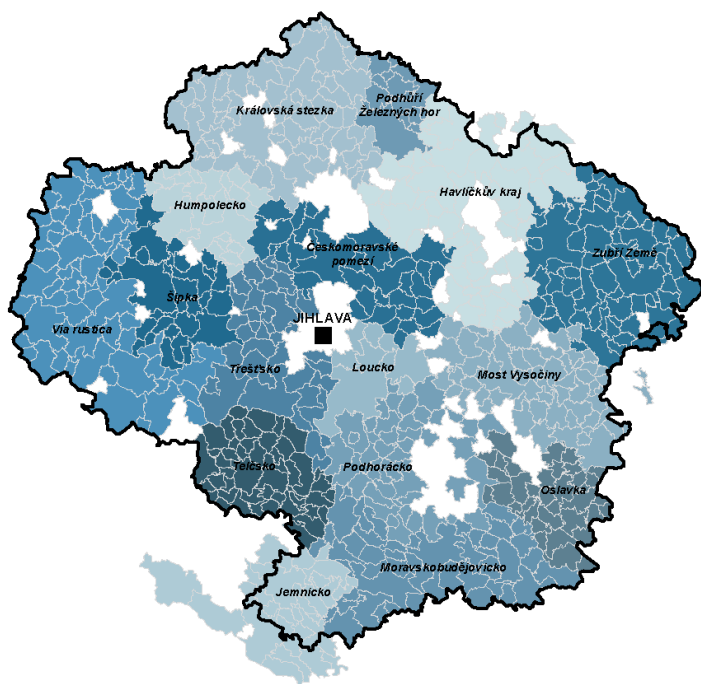 Královská stezka
Podhůří
Železných hor
Havlíčkův kraj
Humpolecko
Českomoravské
pomezí
Zubří Země
Šipka
JIHLAVA
Via rustica
Třešťsko
Loucko
Most Vysočiny
Telčsko
Podhorácko
Oslavka
Moravskobudějovicko
Jemnicko